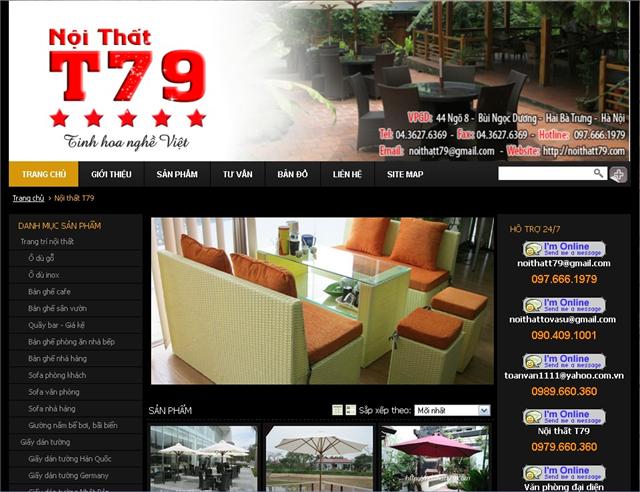 Nội Thất
T79
Tinh hoa nghề Việt
VPGD: 44 Ngõ 8 - Bùi Ngọc Dương - Hai Bà Trưng - Hà Nội
Tel: 04.3627.6369 - Fax: 04.3627.6369 - Hotline: 097.666.1979
Email: noithatt79@gmail.com - Website: http://noithatt79.com
TRANG CHỦ GIỚI THIỆU SẢN PHẨM TƯ VẤN BẢN ĐỒ LIÊN HỆ SITE MAP
Trang chủ > Nội thất T79
DANH MỤC SẢN PHẨM
Trang trí nội thất
Ô dù gỗ
Ô dù inox
Bàn ghế cafe
Bàn ghế sân vườn
Quầy bar - Giá kệ
Bàn ghế phòng ăn nhà bếp
Bàn ghế nhà hàng
Sofa phòng khách
Sofa văn phòng
Sofa nhà hàng
Giường nằm bể bơi, bãi biển
Giấy dán tường
Giấy dán tường Hàn Quốc
Giấy dán tường Germany
Giấy dán tường Nhật Bản
SẢN PHẨM
Sắp xếp theo: Mới nhất
HỖ TRỢ 24/7
I'm Online
Send me a message
noithatt79@gmail.com
097.666.1979
I'm Online
Send me a message
noithattovasu@gmail.com
090.409.1001
I'm Online
Send me a message
toanvan1111@yahoo.com.vn
0989.660.360
I'm Online
Send me a message
Nội thất T79
0979.660.360
I'm Online
Send me a message
Văn phòng đại diện